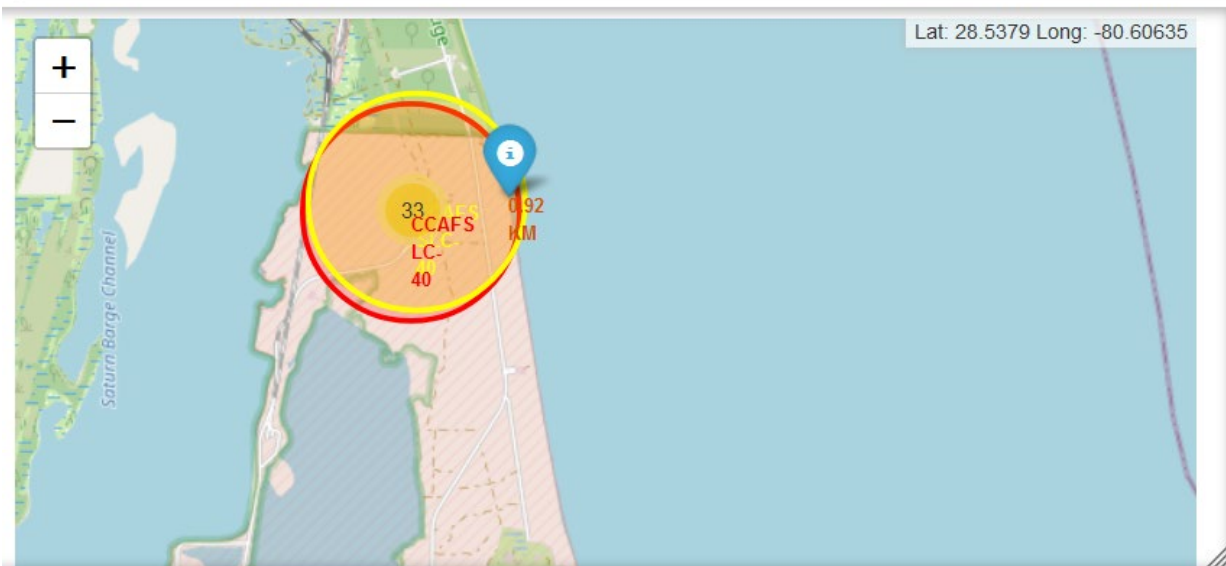 +
−
Lat: 28.5379 Long: -80.60635
33
CCAFS
LC-
40
0.92
KM
Saturn Barge Channel